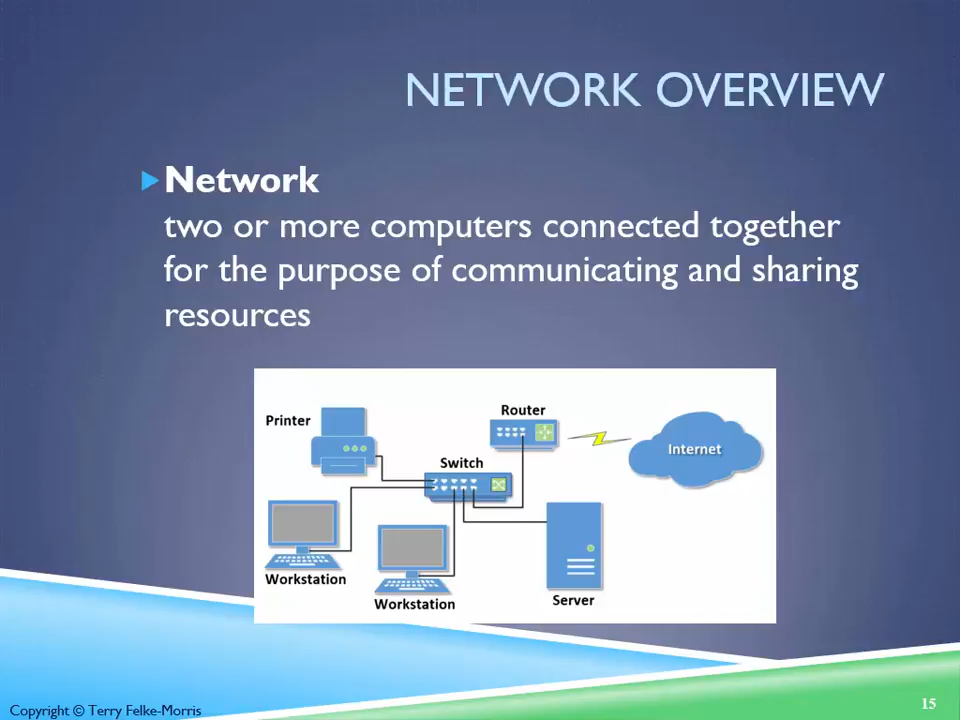 NETWORK OVERVIEW
Network
two or more computers connected together
for the purpose of communicating and sharing
resources
Printer
Router
Internet
Switch
Workstation
Workstation
Server
Copyright © Terry Felke-Morris
15